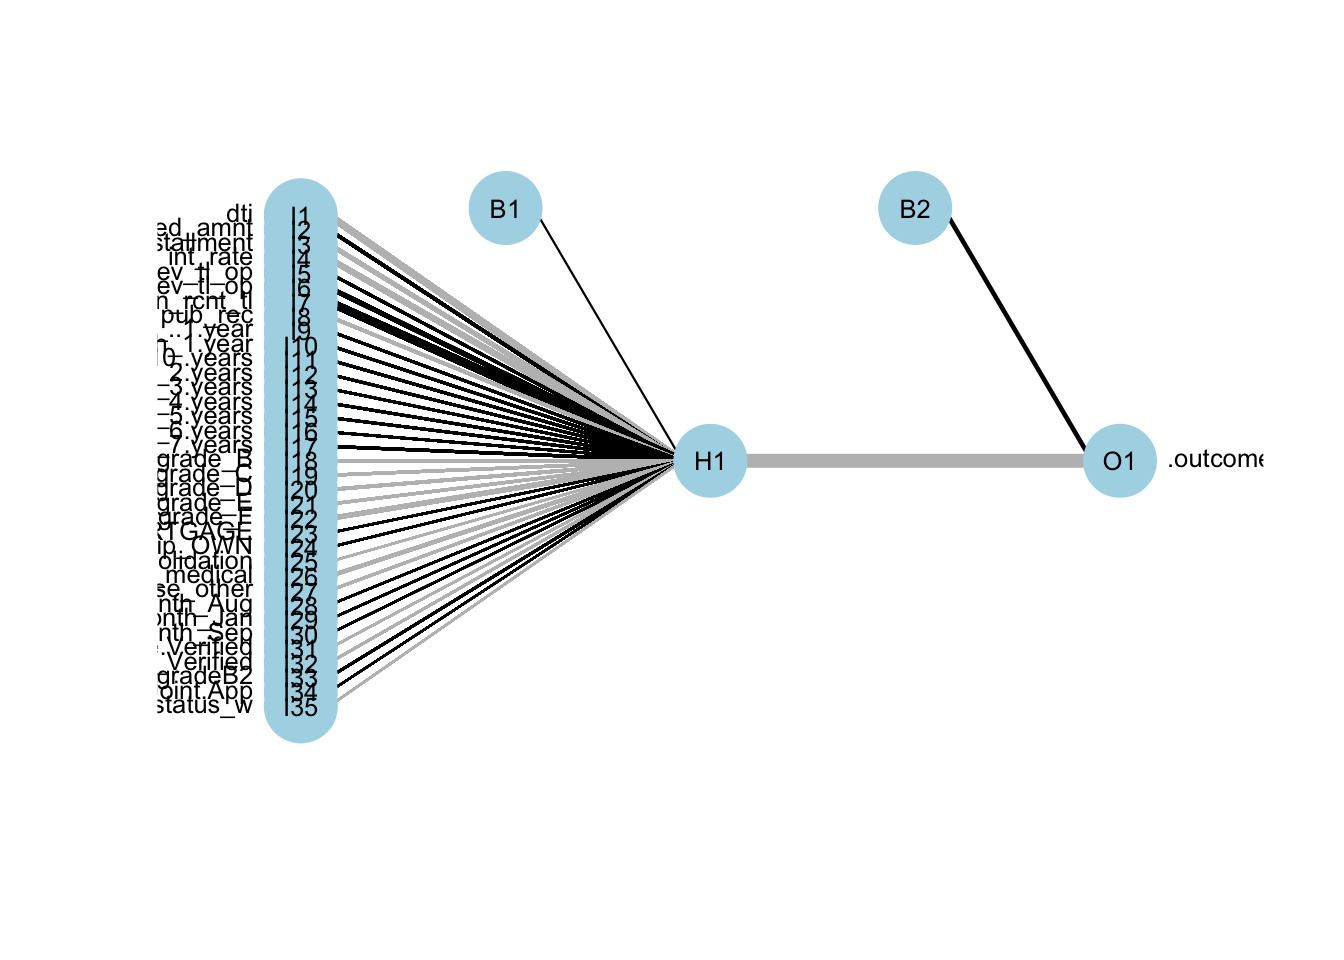 dti I1
ed_amnt I2
stallment I3
int_rate I4
ev_tl_op I5
ev_tl_op I6
n_rcnt_tl I7
pub_rec I8
..1.year I9
n_1.year I10
10..years I11
_2.years I12
_3.years I13
_4.years I14
_5.years I15
_6.years I16
_7.years I17
grade_B I18
grade_C I19
grade_D I20
grade_E I21
grade_F I22
RTGAGE I23
ip_OWN I24
olidation I25
medical I26
se_other I27
nth_Aug I28
onth_Jan I29
nth_Sep I30
e.Verified I31
Verified I32
gradeB2 I33
oint.App I34
status_w I35
B1
B2
H1
O1
.outcome